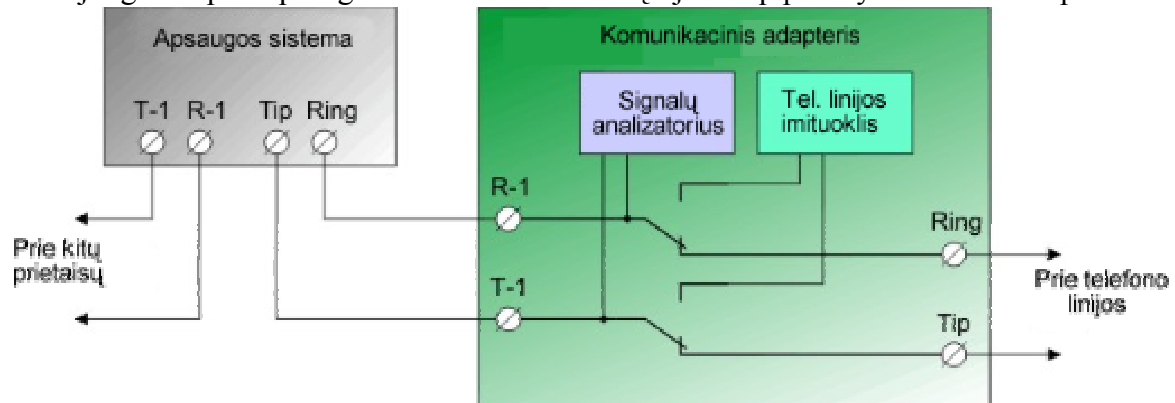 Apsaugos sistema
T-1 R-1 Tip Ring
Prie kitų
prietaisų
Komunikacinis adapteris
Signalų
analizatorius
Tel. linijos
imituoklis
R-1
T-1
Ring
Tip
Prie telefono
linijos